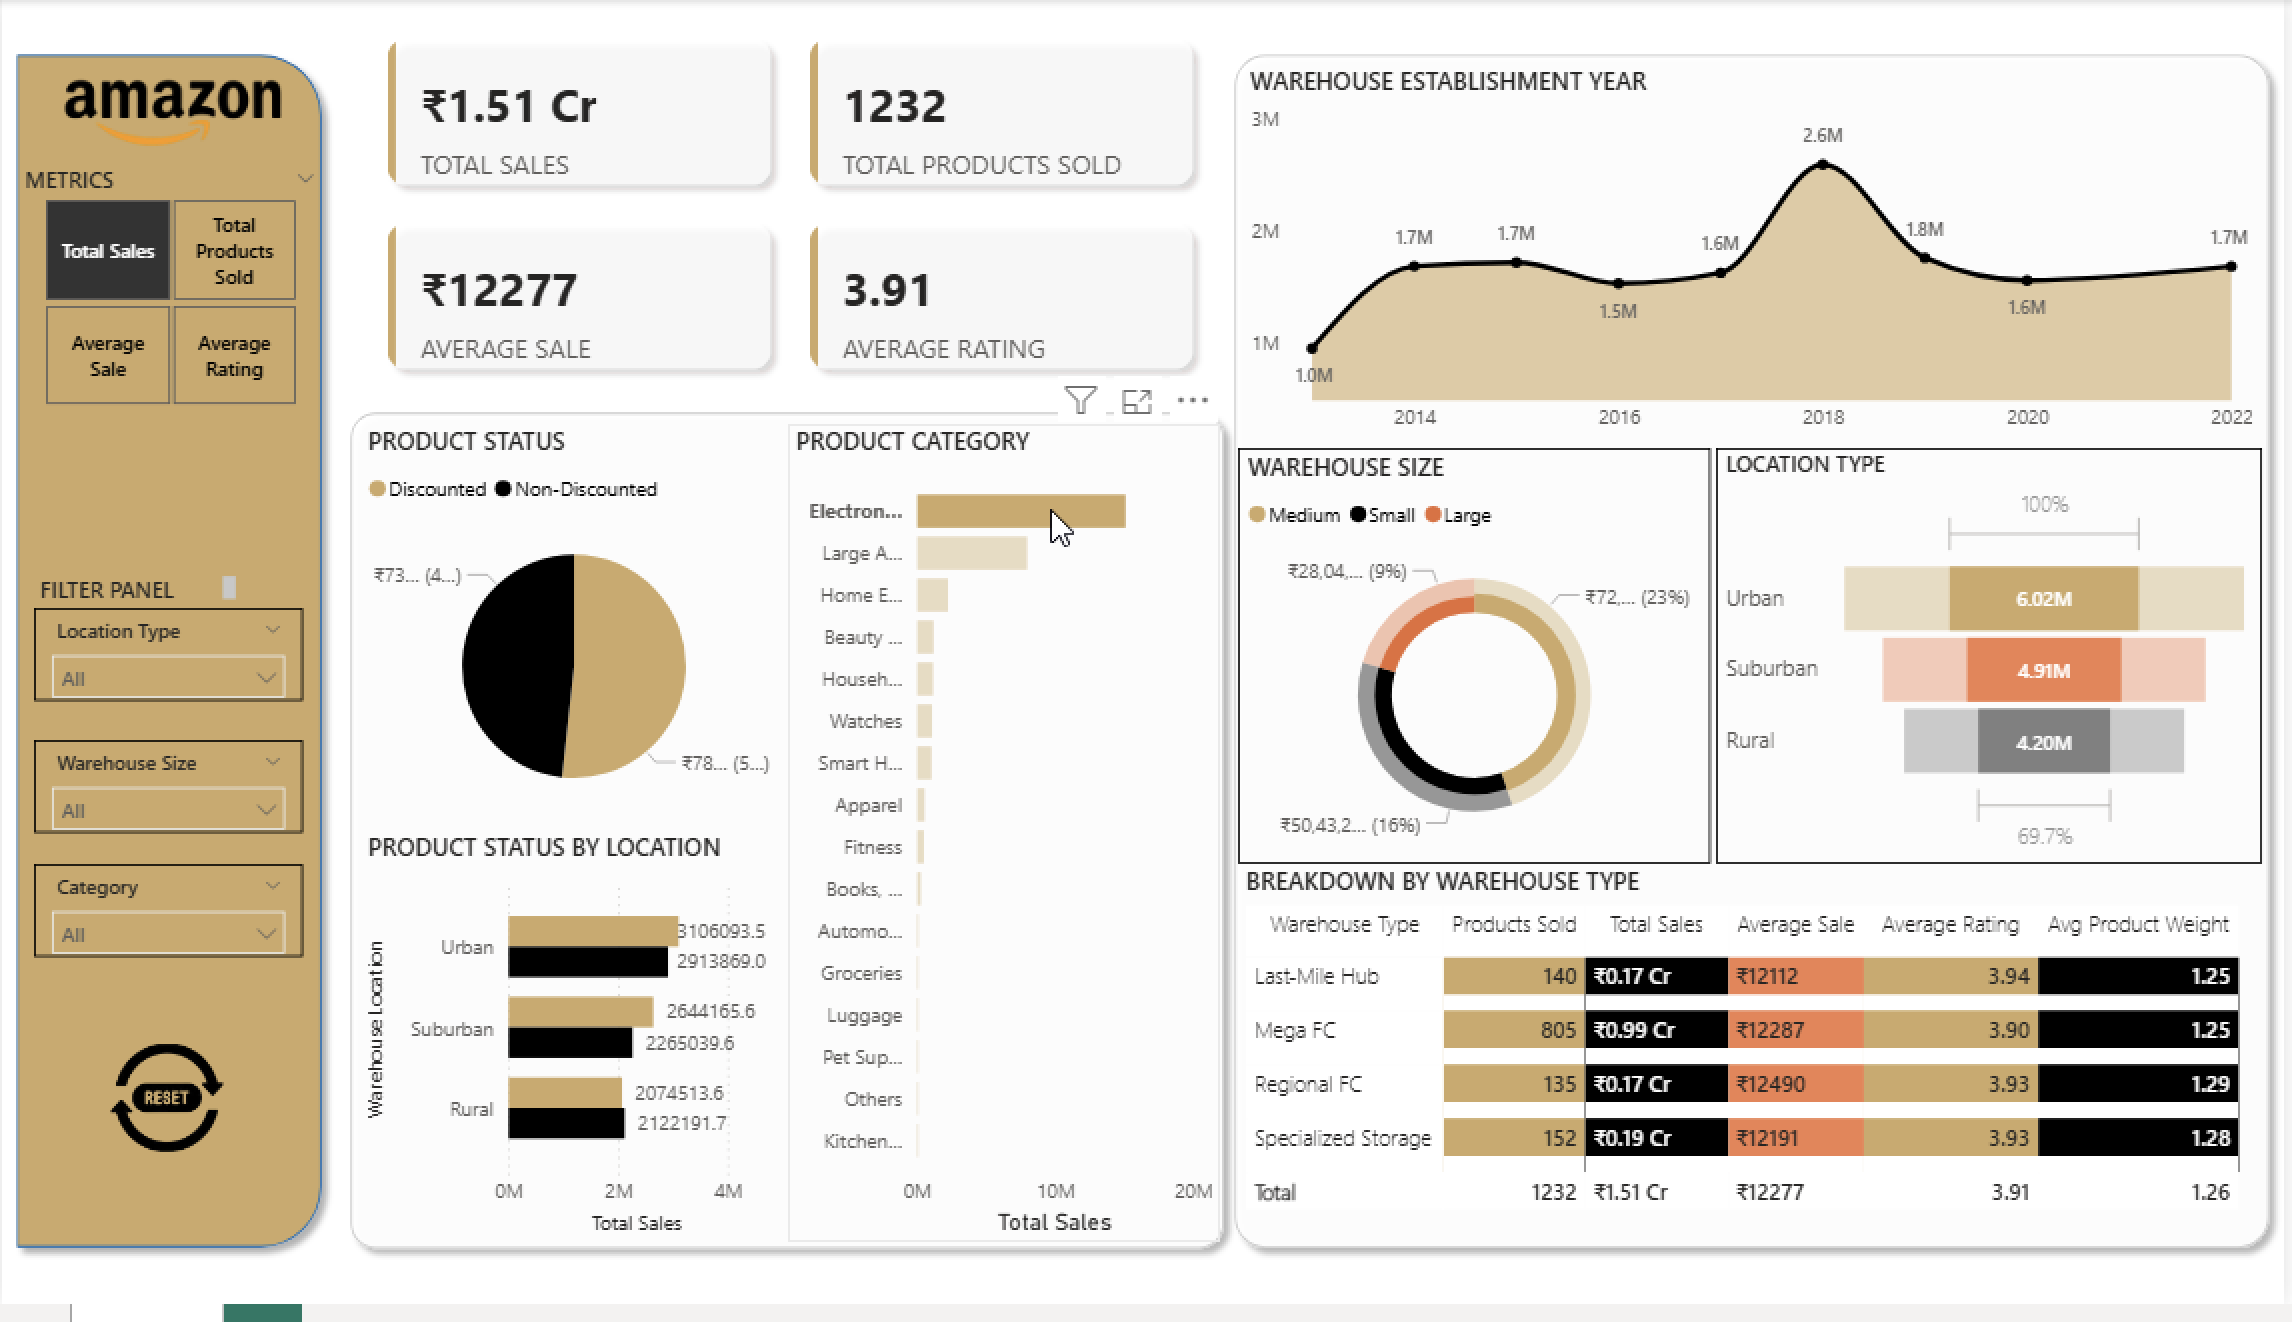 amazon
METRICS
Total Sales
Total Products Sold
Average Sale
Average Rating
FILTER PANEL
Location Type
All
Warehouse Size
All
Category
All
RESET
₹1.51 Cr
TOTAL SALES
1232
TOTAL PRODUCTS SOLD
₹12277
AVERAGE SALE
3.91
AVERAGE RATING
PRODUCT STATUS
Discounted Non-Discounted
₹73... (4...)
₹78... (5...)
PRODUCT STATUS BY LOCATION
Warehouse Location
Urban
3106093.5
2913869.0
Suburban
2644165.6
2265039.6
Rural
2074513.6
2122191.7
0M 2M 4M
Total Sales
PRODUCT CATEGORY
Electron...
Large A...
Home E...
Beauty ...
Househ...
Watches
Smart H...
Apparel
Fitness
Books, ...
Automo...
Groceries
Luggage
Pet Sup...
Others
Kitchen...
0M 10M 20M
Total Sales
WAREHOUSE ESTABLISHMENT YEAR
3M
2M
1M
1.0M
1.7M
1.7M
1.5M
1.6M
2.6M
1.8M
1.6M
1.7M
2014 2016 2018 2020 2022
WAREHOUSE SIZE
Medium Small Large
₹28,04,... (9%)
₹72,... (23%)
₹50,43,2... (16%)
LOCATION TYPE
100%
Urban 6.02M
Suburban 4.91M
Rural 4.20M
69.7%
BREAKDOWN BY WAREHOUSE TYPE
Warehouse Type Products Sold Total Sales Average Sale Average Rating Avg Product Weight
Last-Mile Hub 140 ₹0.17 Cr ₹12112 3.94 1.25
Mega FC 805 ₹0.99 Cr ₹12287 3.90 1.25
Regional FC 135 ₹0.17 Cr ₹12490 3.93 1.29
Specialized Storage 152 ₹0.19 Cr ₹12191 3.93 1.28
Total 1232 ₹1.51 Cr ₹12277 3.91 1.26